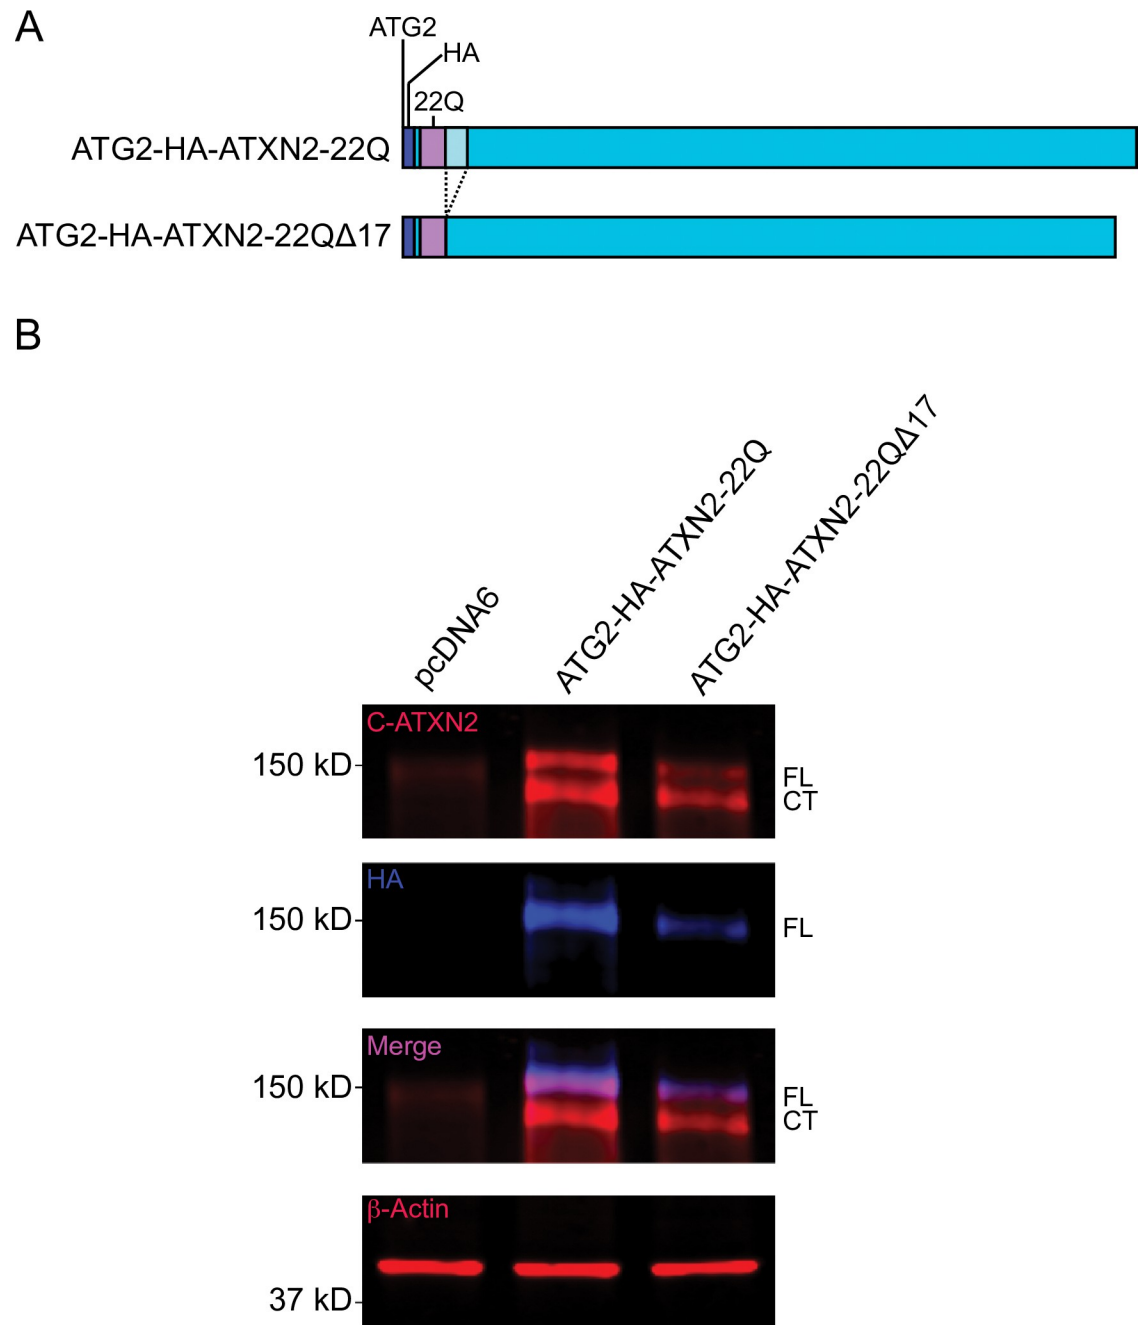 A
ATG2
HA
22Q
ATG2-HA-ATXN2-22Q
ATG2-HA-ATXN2-22QΔ17
B
pcDNA6
ATG2-HA-ATXN2-22Q
ATG2-HA-ATXN2-22QΔ17
C-ATXN2
150 kD
FL
CT
HA
150 kD
FL
Merge
150 kD
FL
CT
β-Actin
37 kD